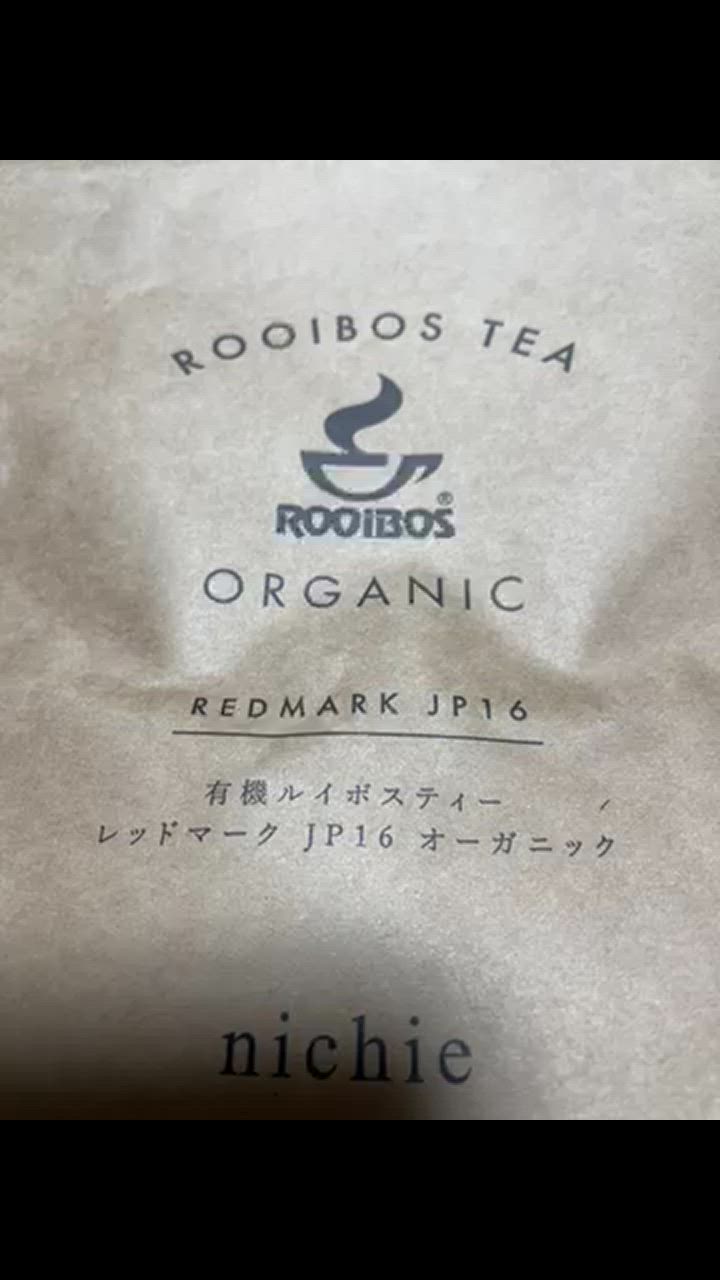 ROOIBOS TEA
ROOiBOS®
ORGANIC
REDMARK JP16
有機ルイボスティー
レッドマーク JP16 オーガニック
nichie